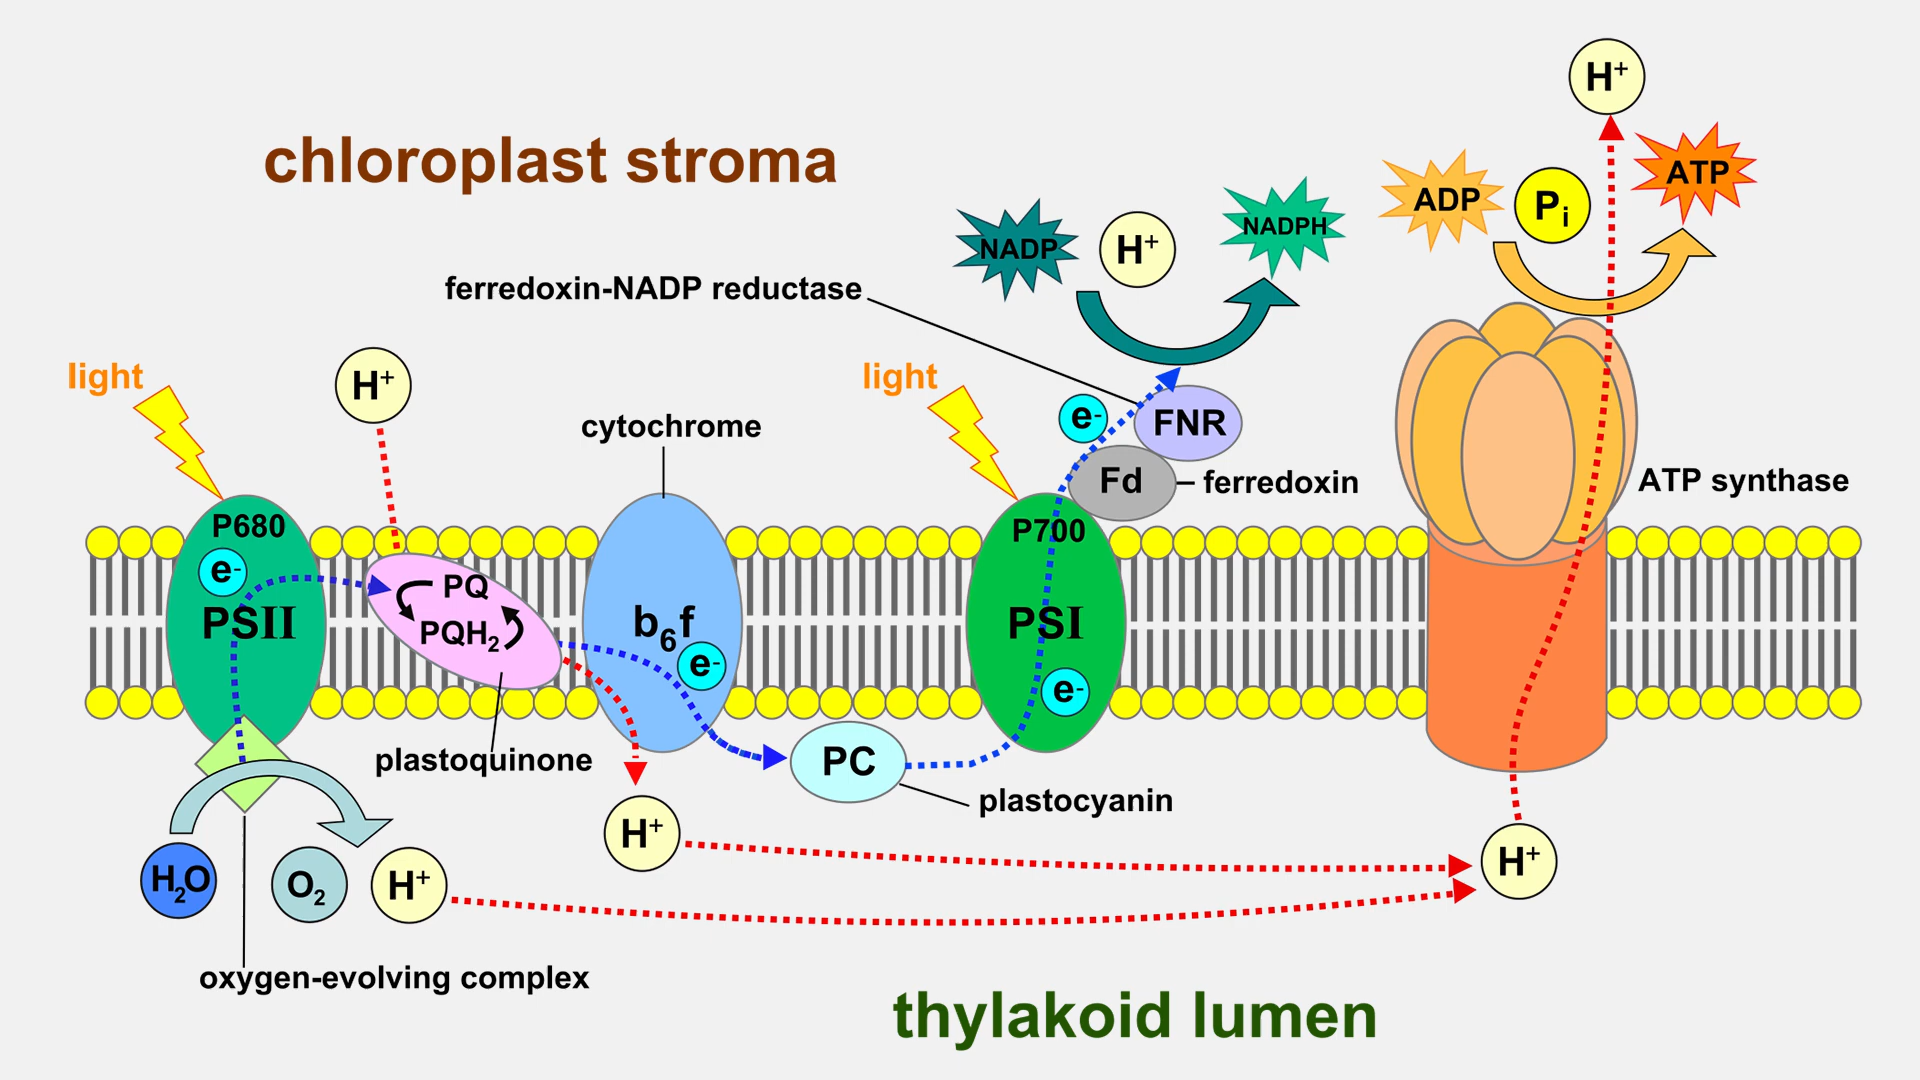 H+
chloroplast stroma
ADP
Pi
ATP
NADP
H+
NADPH
ferredoxin-NADP reductase
light
H+
light
cytochrome
e-
FNR
Fd
ferredoxin
ATP synthase
P680
P700
e-
PQ
PSII
PQH2
b6f
e-
PSI
e-
plastoquinone
PC
plastocyanin
H+
H+
H2O
O2
H+
oxygen-evolving complex
thylakoid lumen